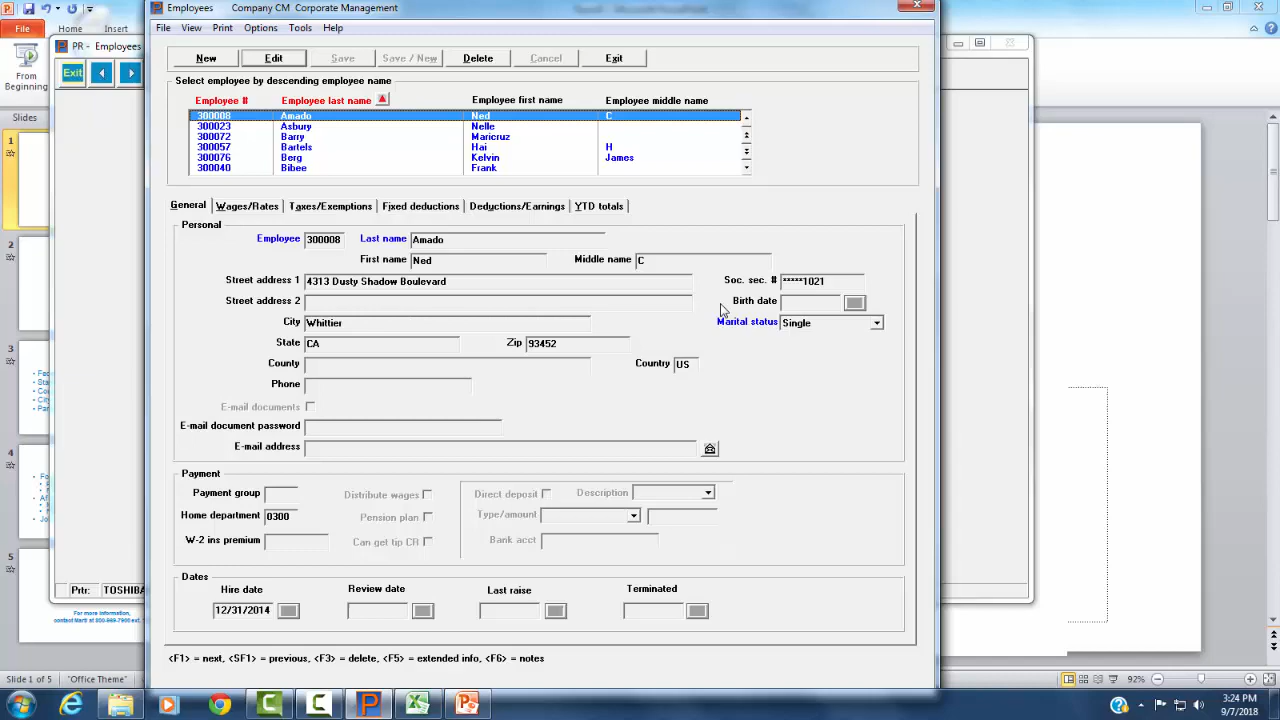 Employees Company CM Corporate Management
File View Print Options Tools Help
New Edit Save Save / New Delete Cancel Exit
Select employee by descending employee name
Employee # Employee last name Employee first name Employee middle name
300008 Amado Ned C
300023 Asbury Nelle
300072 Barry Maricruz
300057 Bartels Hai H
300076 Berg Kelvin James
300040 Bibee Frank
General Wages/Rates Taxes/Exemptions Fixed deductions Deductions/Earnings YTD totals
Personal
Employee 300008 Last name Amado
First name Ned Middle name C
Street address 1 4313 Dusty Shadow Boulevard Soc. sec. # *****1021
Street address 2 Birth date
City Whittier Marital status Single
State CA Zip 93452
County Country US
Phone
E-mail documents
E-mail document password
E-mail address
Payment
Payment group Distribute wages Direct deposit Description
Home department 0300 Pension plan Type/amount
W-2 ins premium Can get tip CR Bank acct
Dates
Hire date Review date Last raise Terminated
12/31/2014
<F1> = next, <SF1> = previous, <F3> = delete, <F5> = extended info, <F6> = notes
File Home
PR - Employees
Exit
From
Beginning
Slides
1
2
3
4
5
Prtr: TOSHIBA
For more information,
Slide 1 of 5 "Office Theme" 92%
3:24 PM
9/7/2018